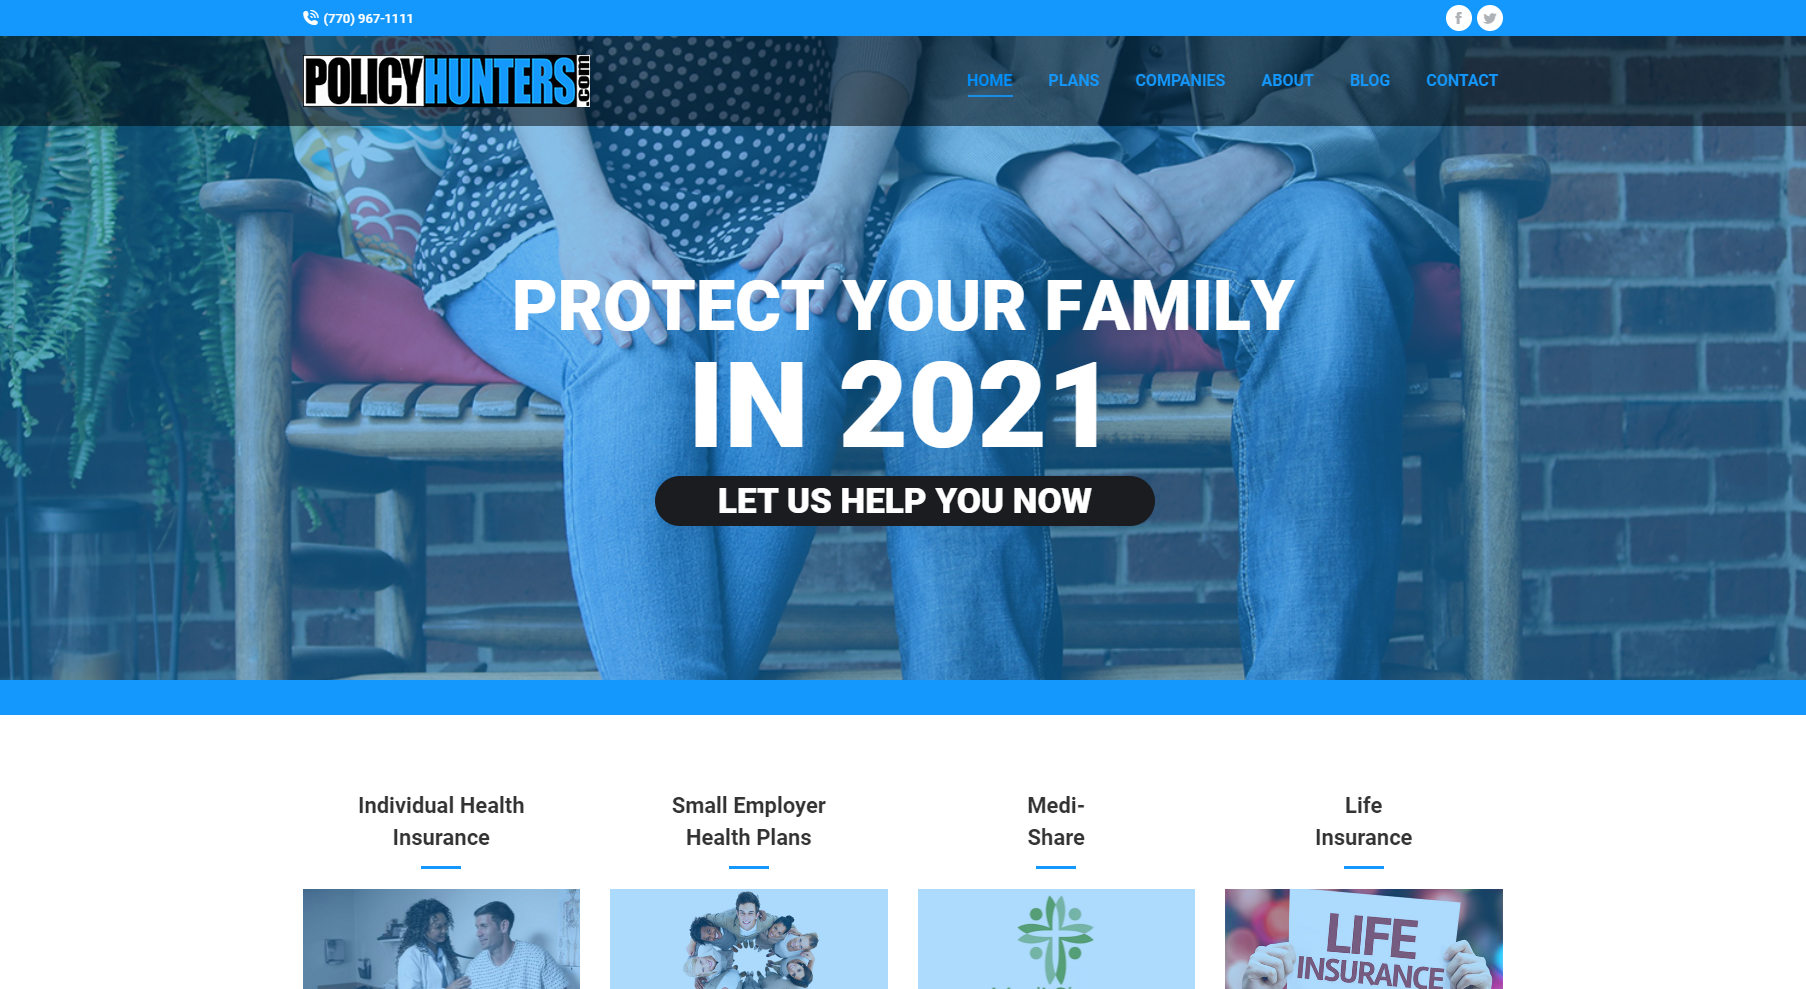 (770) 967-1111
POLICYHUNTERS.com
HOME PLANS COMPANIES ABOUT BLOG CONTACT
PROTECT YOUR FAMILY
IN 2021
LET US HELP YOU NOW
Individual Health
Insurance
Small Employer
Health Plans
Medi-
Share
Life
Insurance
LIFE
INSURANCE